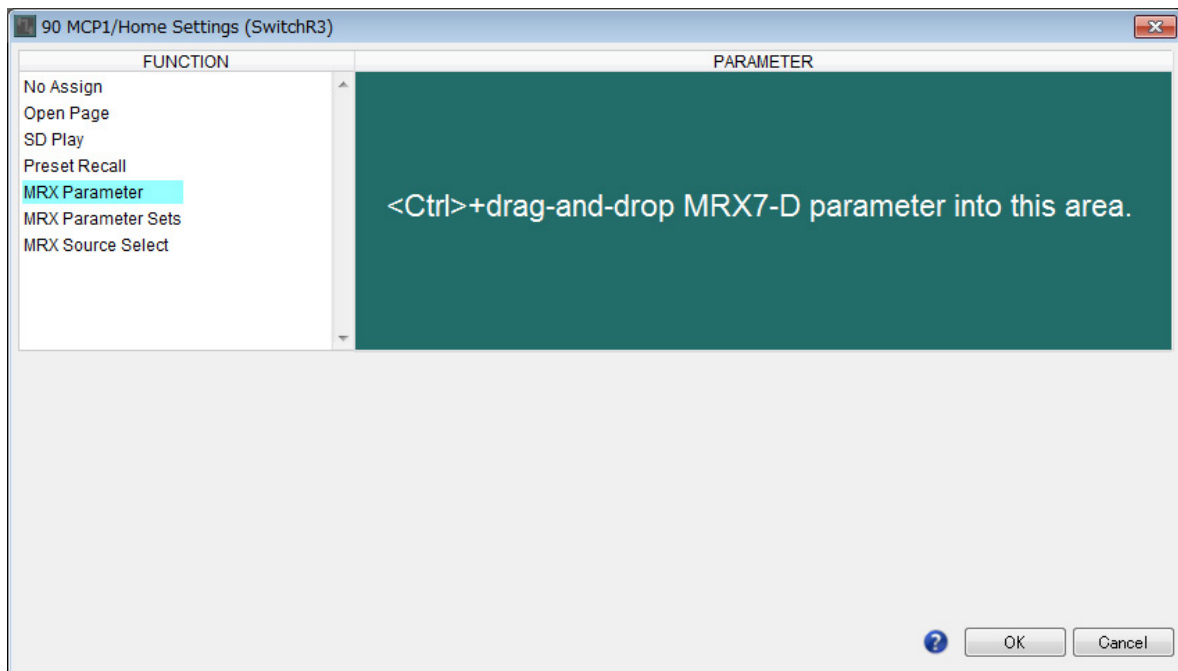 90 MCP1/Home Settings (SwitchR3)
FUNCTION
PARAMETER
No Assign
Open Page
SD Play
Preset Recall
MRX Parameter
MRX Parameter Sets
MRX Source Select
<Ctrl>+drag-and-drop MRX7-D parameter into this area.
?
OK
Cancel